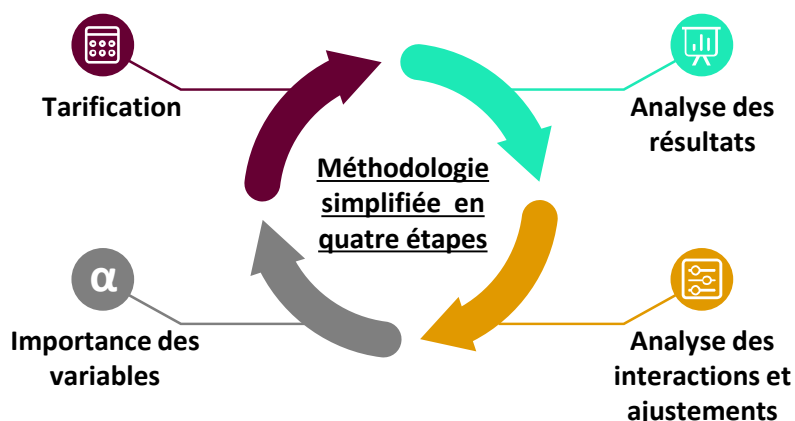 Tarification
Analyse des
résultats
Méthodologie
simplifiée en
quatre étapes
α
Importance des
variables
Analyse des
interactions et
ajustements